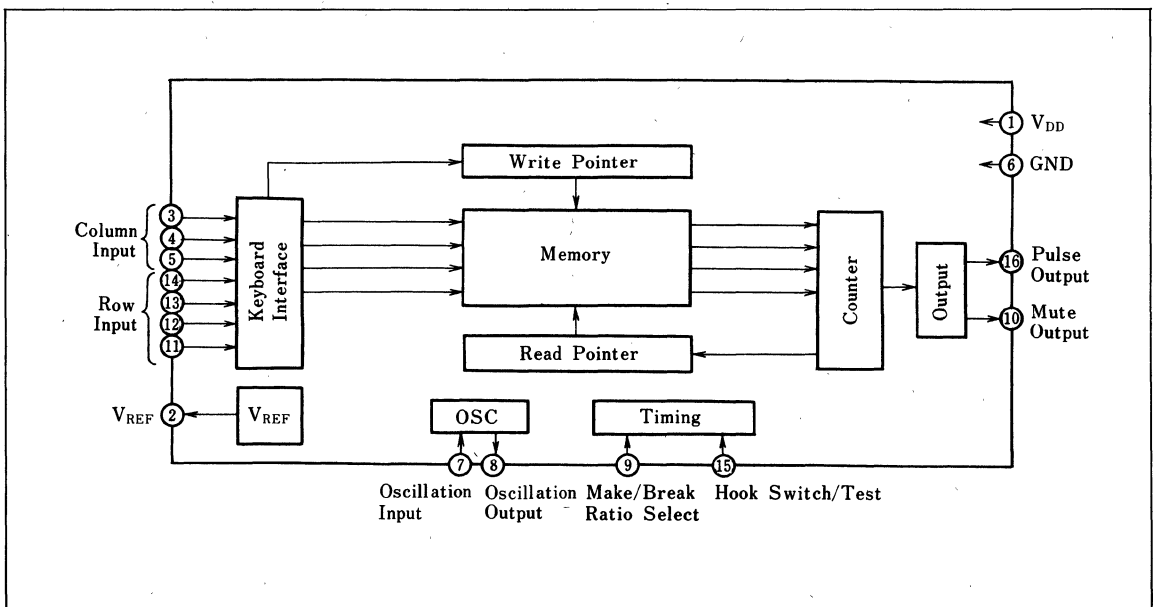 ① V_DD
Write Pointer
⑥ GND
Column
Input
③
④
⑤
Row
Input
⑭
⑬
⑫
⑪
Keyboard
Interface
Memory
Counter
Output
⑯ Pulse
Output
⑩ Mute
Output
Read Pointer
V_REF ②
V_REF
OSC
Timing
⑦ ⑧ ⑨ ⑮
Oscillation
Input
Oscillation
Output
Make/Break
Ratio Select
Hook Switch/Test